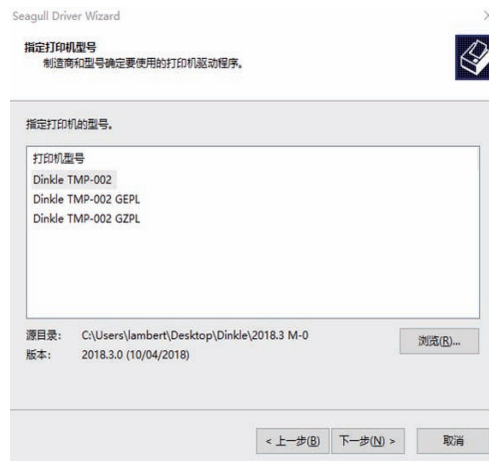 Seagull Driver Wizard
指定打印机型号
制造商和型号确定要使用的打印机驱动程序。
指定打印机的型号。
打印机型号
Dinkle TMP-002
Dinkle TMP-002 GEPL
Dinkle TMP-002 GZPL
源目录: C:\Users\lambert\Desktop\Dinkle\2018.3 M-0
浏览(R)...
版本: 2018.3.0 (10/04/2018)
< 上一步(B) 下一步(N) > 取消